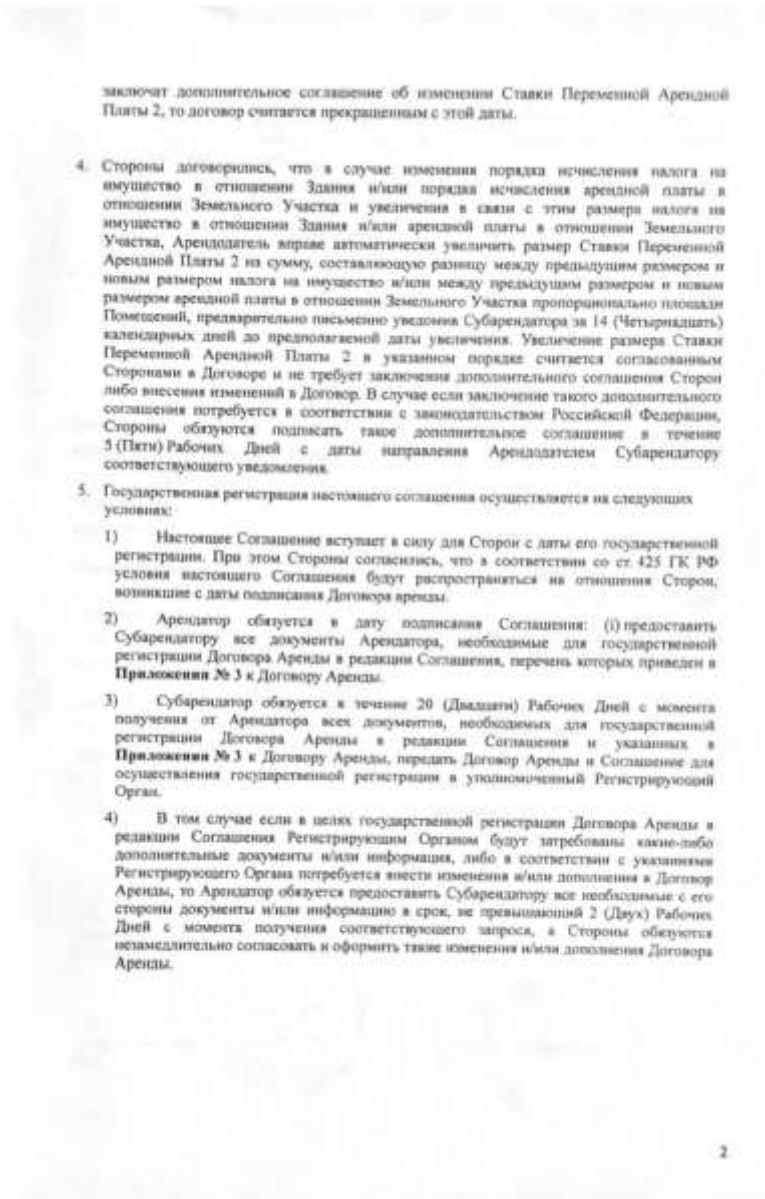 заключат дополнительное соглашение об изменении Ставки Переменной Арендной
Платы 2, то договор считается прекращенным с этой даты.
4. Стороны договорились, что в случае изменения порядка исчисления налога на
имущество в отношении Здания и/или порядка исчисления арендной платы в
отношении Земельного Участка и увеличения в связи с этим размера налога на
имущество в отношении Здания и/или арендной платы в отношении Земельного
Участка, Арендодатель вправе автоматически увеличить размер Ставки Переменной
Арендной Платы 2 на сумму, составляющую разницу между предыдущим размером и
новым размером налога на имущество и/или между предыдущим размером и новым
размером арендной платы в отношении Земельного Участка пропорционально площади
Помещений, предварительно письменно уведомив Субарендатора за 14 (Четырнадцать)
календарных дней до предполагаемой даты увеличения. Увеличение размера Ставки
Переменной Арендной Платы 2 в указанном порядке считается согласованным
Сторонами в Договоре и не требует заключения дополнительного соглашения Сторон
либо внесения изменений в Договор. В случае если заключение такого дополнительного
соглашения потребуется в соответствии с законодательством Российской Федерации,
Стороны обязуются подписать такое дополнительное соглашение в течение
5 (Пяти) Рабочих Дней с даты направления Арендодателем Субарендатору
соответствующего уведомления.
5. Государственная регистрация настоящего соглашения осуществляется на следующих
условиях:
1) Настоящее Соглашение вступает в силу для Сторон с даты его государственной
регистрации. При этом Стороны согласились, что в соответствии со ст. 425 ГК РФ
условия настоящего Соглашения будут распространяться на отношения Сторон,
возникшие с даты подписания Договора аренды.
2) Арендатор обязуется в дату подписания Соглашения: (i) предоставить
Субарендатору все документы Арендатора, необходимые для государственной
регистрации Договора Аренды в редакции Соглашения, перечень которых приведен в
Приложении № 3 к Договору Аренды.
3) Субарендатор обязуется в течение 20 (Двадцати) Рабочих Дней с момента
получения от Арендатора всех документов, необходимых для государственной
регистрации Договора Аренды в редакции Соглашения и указанных в
Приложении № 3 к Договору Аренды, передать Договор Аренды и Соглашение для
осуществления государственной регистрации в уполномоченный Регистрирующий
Орган.
4) В том случае если в целях государственной регистрации Договора Аренды в
редакции Соглашения Регистрирующим Органом будут затребованы какие-либо
дополнительные документы и/или информация, либо в соответствии с указаниями
Регистрирующего Органа потребуется внести изменения и/или дополнения в Договор
Аренды, то Арендатор обязуется предоставить Субарендатору все необходимые с его
стороны документы и/или информацию в срок, не превышающий 2 (Двух) Рабочих
Дней с момента получения соответствующего запроса, а Стороны обязуются
незамедлительно согласовать и оформить такие изменения и/или дополнения Договора
Аренды.
2